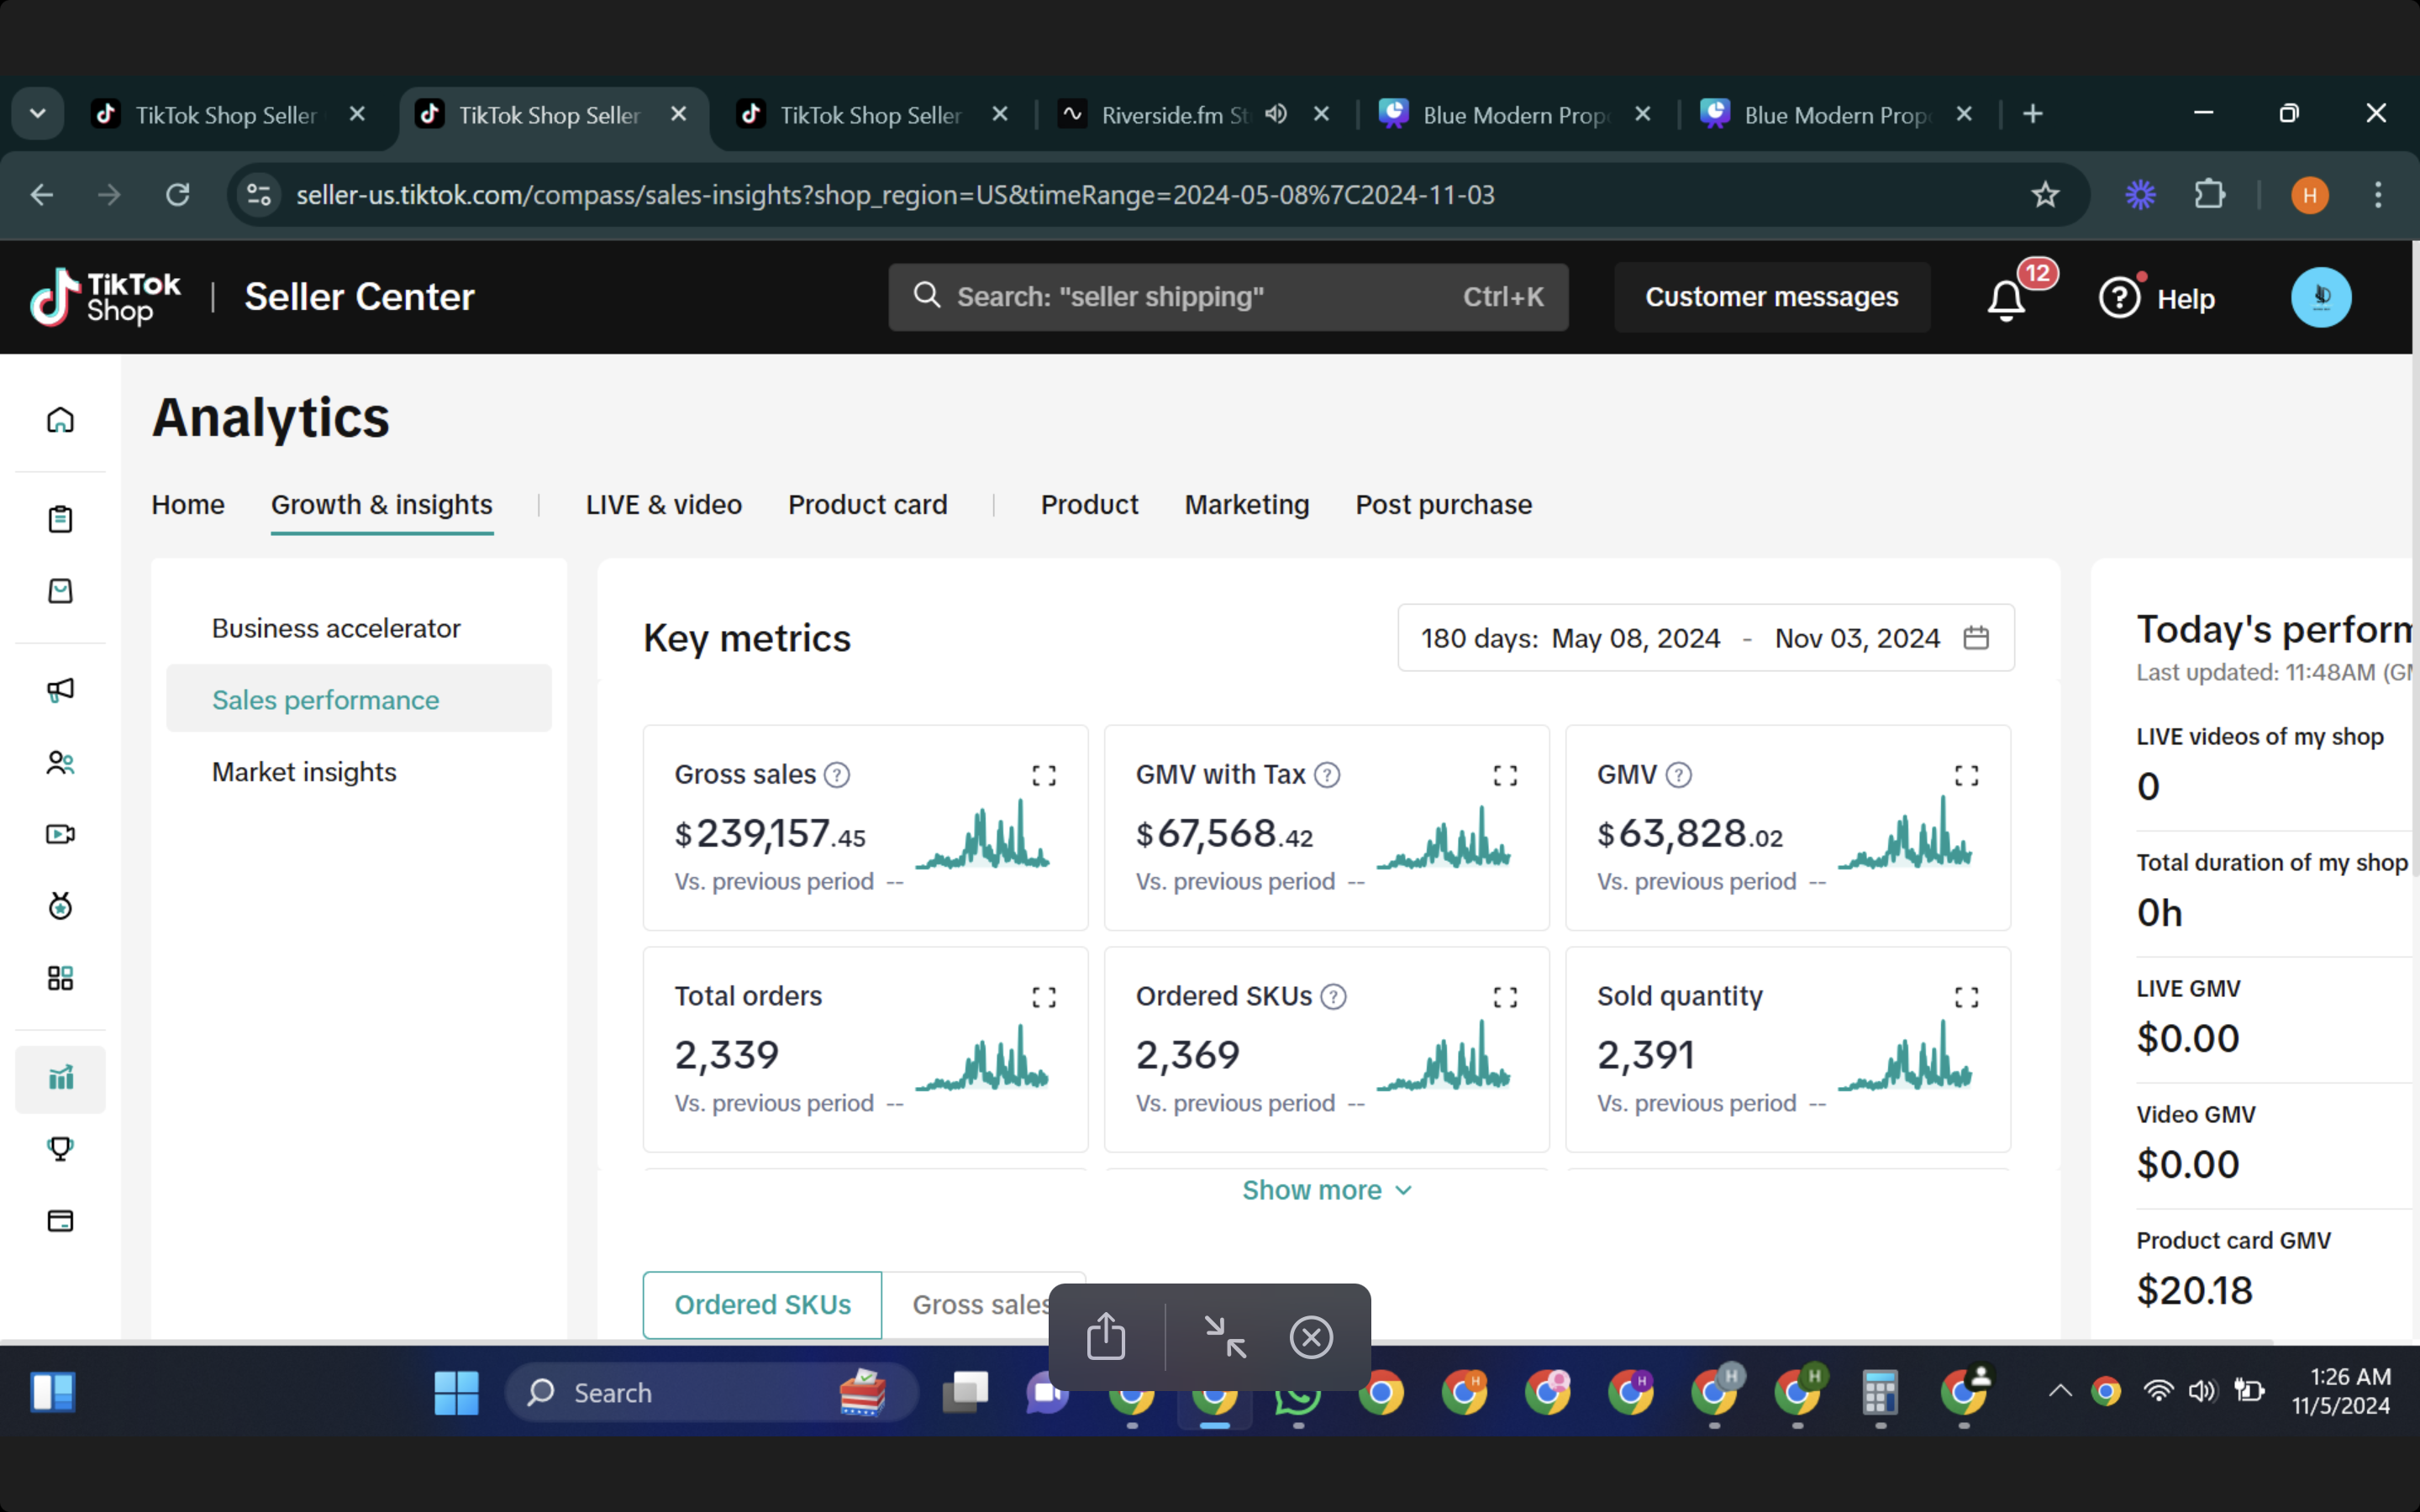 TikTok Shop Seller
TikTok Shop Seller
TikTok Shop Seller
Riverside.fm St
Blue Modern Prop
Blue Modern Prop
seller-us.tiktok.com/compass/sales-insights?shop_region=US&timeRange=2024-05-08%7C2024-11-03
H
TikTok
Shop
Seller Center
Search: "seller shipping"
Ctrl+K
Customer messages
12
Help
Analytics
Home
Growth & insights
LIVE & video
Product card
Product
Marketing
Post purchase
Business accelerator
Sales performance
Market insights
Key metrics
180 days: May 08, 2024 - Nov 03, 2024
Gross sales
$239,157.45
Vs. previous period --
GMV with Tax
$67,568.42
Vs. previous period --
GMV
$63,828.02
Vs. previous period --
Total orders
2,339
Vs. previous period --
Ordered SKUs
2,369
Vs. previous period --
Sold quantity
2,391
Vs. previous period --
Show more
Ordered SKUs
Gross sales
Today's perform
Last updated: 11:48AM (GM
LIVE videos of my shop
0
Total duration of my shop
0h
LIVE GMV
$0.00
Video GMV
$0.00
Product card GMV
$20.18
Search
H
H
H
H
1:26 AM
11/5/2024